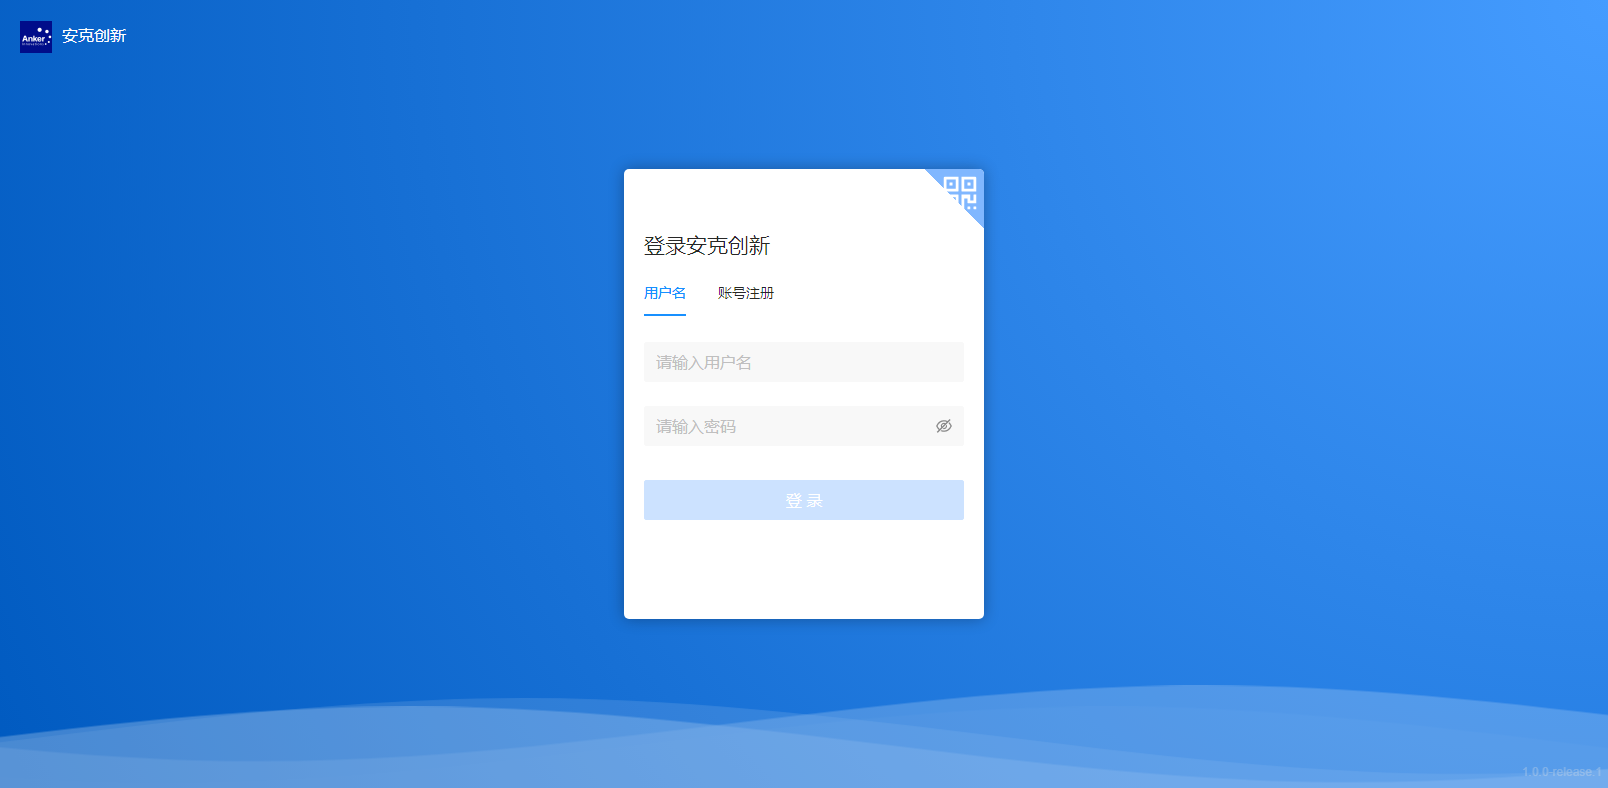 Anker
安克创新
登录安克创新
用户名 账号注册
请输入用户名
请输入密码
登 录
1.0.0-release.1